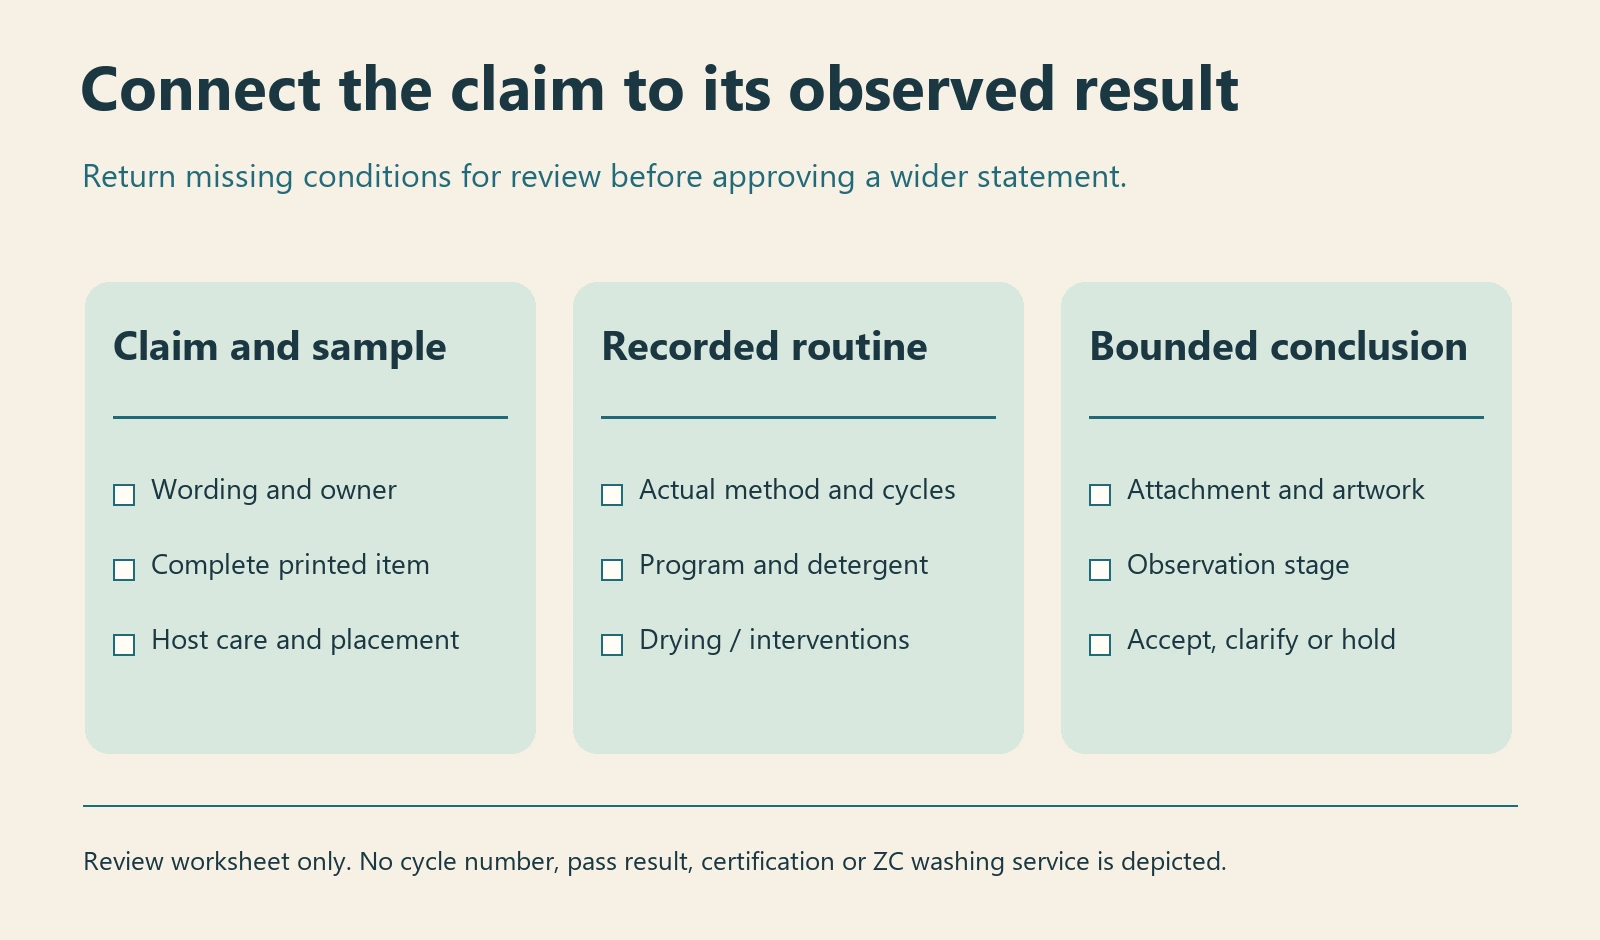 Connect the claim to its observed result
Return missing conditions for review before approving a wider statement.
Claim and sample
Wording and owner
Complete printed item
Host care and placement
Recorded routine
Actual method and cycles
Program and detergent
Drying / interventions
Bounded conclusion
Attachment and artwork
Observation stage
Accept, clarify or hold
Review worksheet only. No cycle number, pass result, certification or ZC washing service is depicted.